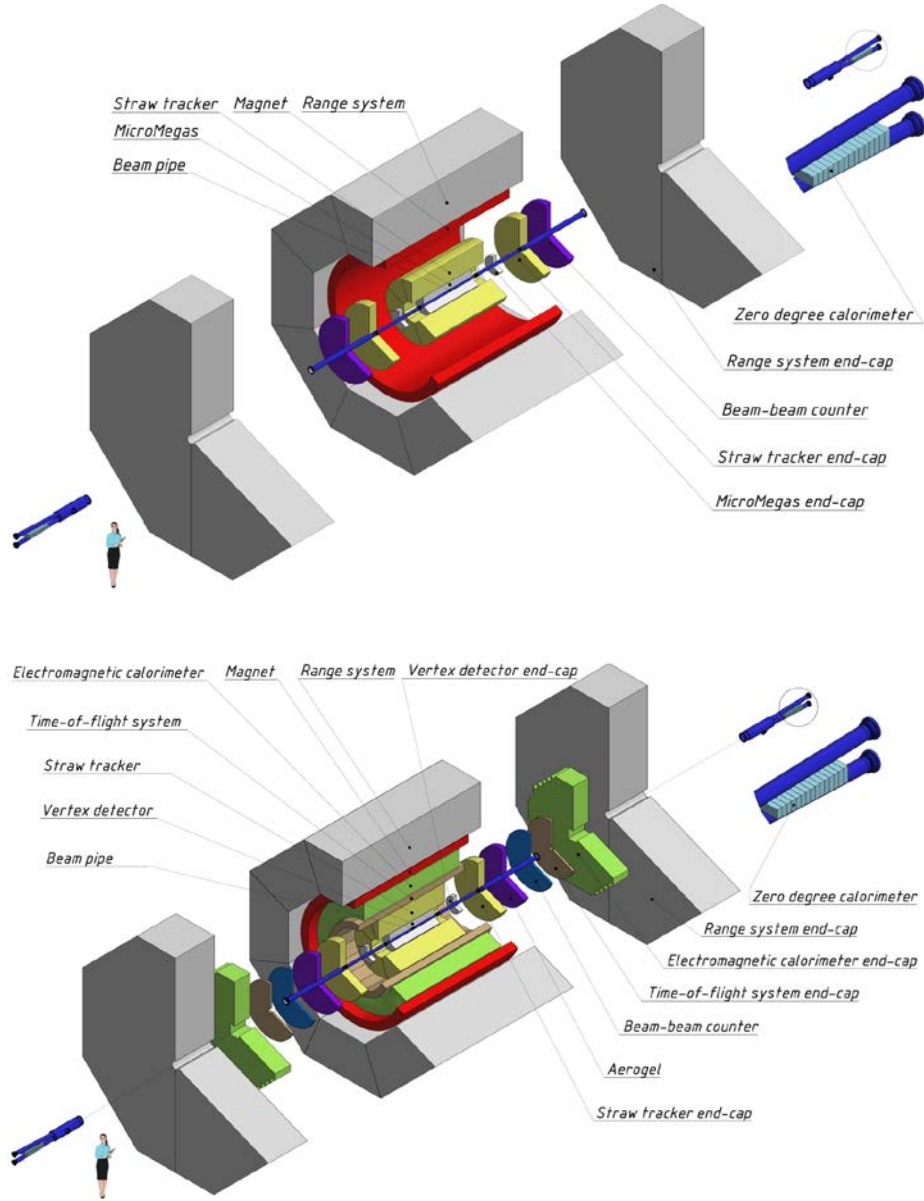 Straw tracker Magnet Range system
MicroMegas
Beam pipe
Zero degree calorimeter
Range system end-cap
Beam-beam counter
Straw tracker end-cap
MicroMegas end-cap
Electromagnetic calorimeter Magnet Range system Vertex detector end-cap
Time-of-flight system
Straw tracker
Vertex detector
Beam pipe
Zero degree calorimeter
Range system end-cap
Electromagnetic calorimeter end-cap
Time-of-flight system end-cap
Beam-beam counter
Aerogel
Straw tracker end-cap